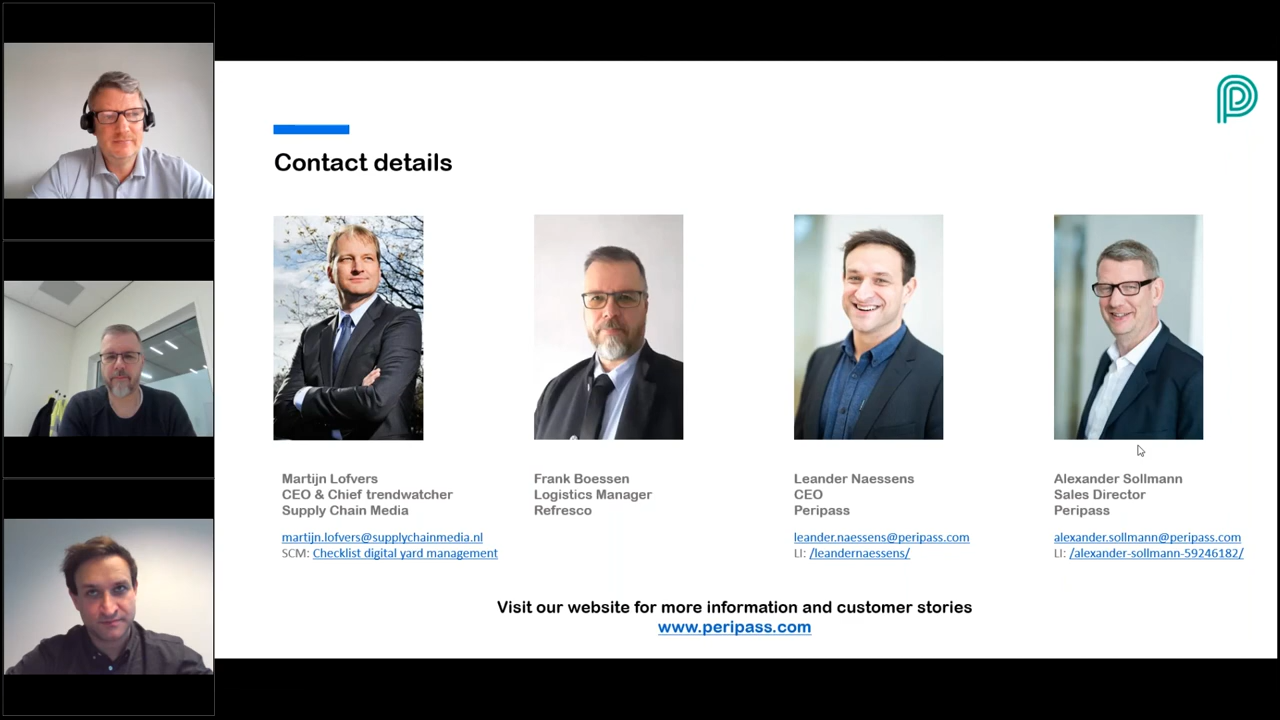 Contact details
Martijn Lofvers
CEO & Chief trendwatcher
Supply Chain Media
martijn.lofvers@supplychainmedia.nl
SCM: Checklist digital yard management
Frank Boessen
Logistics Manager
Refresco
Leander Naessens
CEO
Peripass
leander.naessens@peripass.com
LI: /leandernaessens/
Alexander Sollmann
Sales Director
Peripass
alexander.sollmann@peripass.com
LI: /alexander-sollmann-59246182/
Visit our website for more information and customer stories
www.peripass.com